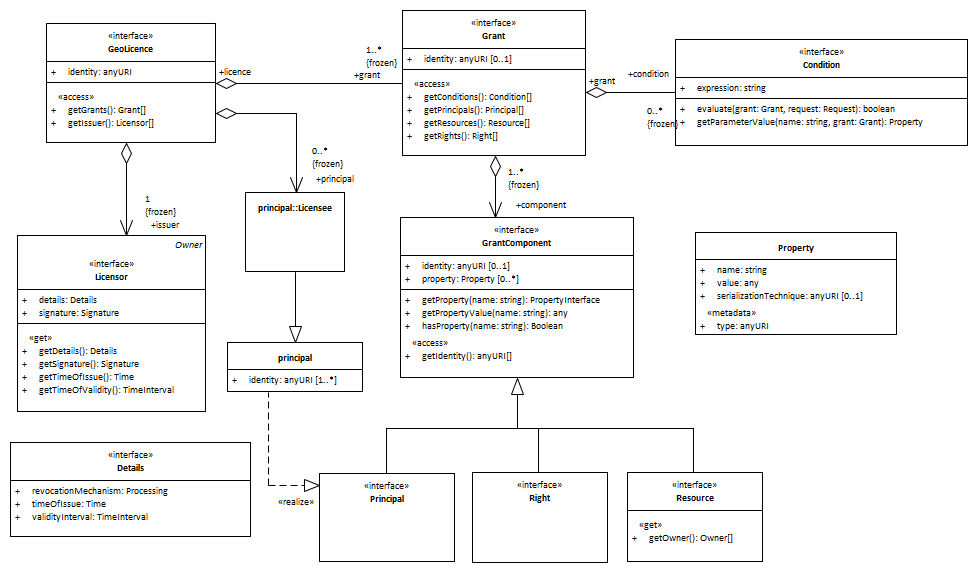 «interface»
GeoLicence
+ identity: anyURI
«access»
+ getGrants(): Grant[]
+ getIssuer(): Licensor[]
+licence
1..*
{frozen}
+grant
«interface»
Grant
+ identity: anyURI [0..1]
«access»
+ getConditions(): Condition[]
+ getPrincipals(): Principal[]
+ getResources(): Resource[]
+ getRights(): Right[]
+grant
+condition
0..*
{frozen}
«interface»
Condition
+ expression: string
+ evaluate(grant: Grant, request: Request): boolean
+ getParameterValue(name: string, grant: Grant): Property
1
{frozen}
+issuer
0..*
{frozen}
+principal
1..*
{frozen}
+component
principal::Licensee
Owner
«interface»
Licensor
+ details: Details
+ signature: Signature
«get»
+ getDetails(): Details
+ getSignature(): Signature
+ getTimeOfIssue(): Time
+ getTimeOfValidity(): TimeInterval
«interface»
GrantComponent
+ identity: anyURI [0..1]
+ property: Property [0..*]
+ getProperty(name: string): PropertyInterface
+ getPropertyValue(name: string): any
+ hasProperty(name: string): Boolean
«access»
+ getIdentity(): anyURI[]
Property
+ name: string
+ value: any
+ serializationTechnique: anyURI [0..1]
«metadata»
+ type: anyURI
principal
+ identity: anyURI [1..*]
«interface»
Details
+ revocationMechanism: Processing
+ timeOfIssue: Time
+ validityInterval: TimeInterval
«realize»
«interface»
Principal
«interface»
Right
«interface»
Resource
«get»
+ getOwner(): Owner[]